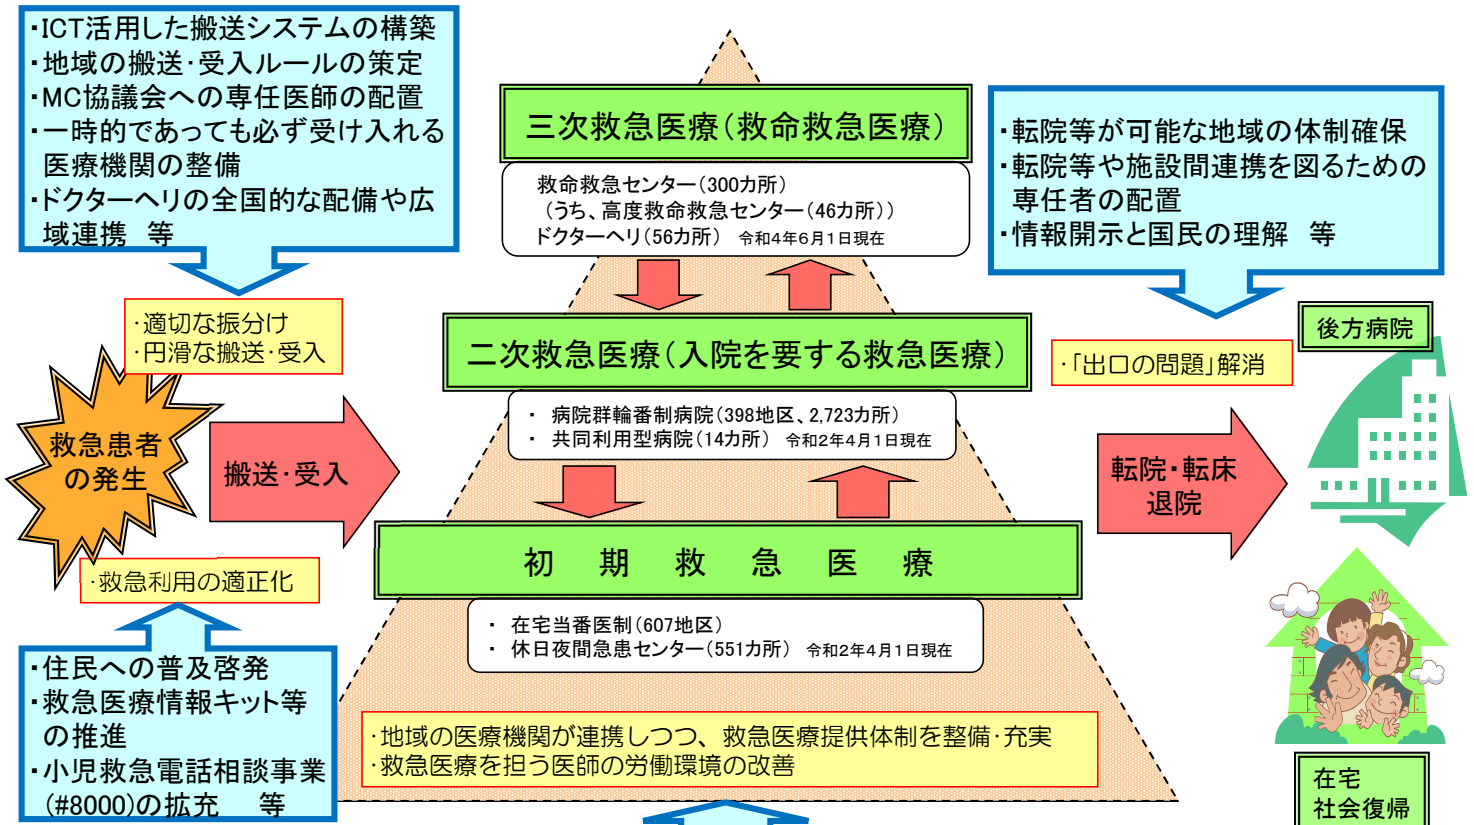 ・ICT活用した搬送システムの構築
・地域の搬送・受入ルールの策定
・MC協議会への専任医師の配置
・一時的であっても必ず受け入れる
医療機関の整備
・ドクターヘリの全国的な配備や広
域連携　等
・適切な振分け
・円滑な搬送・受入
救急患者
の発生
搬送・受入
・救急利用の適正化
・住民への普及啓発
・救急医療情報キット等
の推進
・小児救急電話相談事業
(#8000)の拡充　等
三次救急医療（救命救急医療）
救命救急センター（300カ所）
（うち、高度救命救急センター（46カ所））
ドクターヘリ（56カ所）　令和４年６月１日現在
二次救急医療（入院を要する救急医療）
・　病院群輪番制病院（398地区、2,723カ所）
・　共同利用型病院（14カ所）　令和２年４月１日現在
初　期　救　急　医　療
・　在宅当番医制（607地区）
・　休日夜間急患センター（551カ所）　令和２年４月１日現在
・地域の医療機関が連携しつつ、救急医療提供体制を整備・充実
・救急医療を担う医師の労働環境の改善
・転院等が可能な地域の体制確保
・転院等や施設間連携を図るための
専任者の配置
・情報開示と国民の理解　等
・「出口の問題」解消
転院・転床
退院
後方病院
在宅
社会復帰